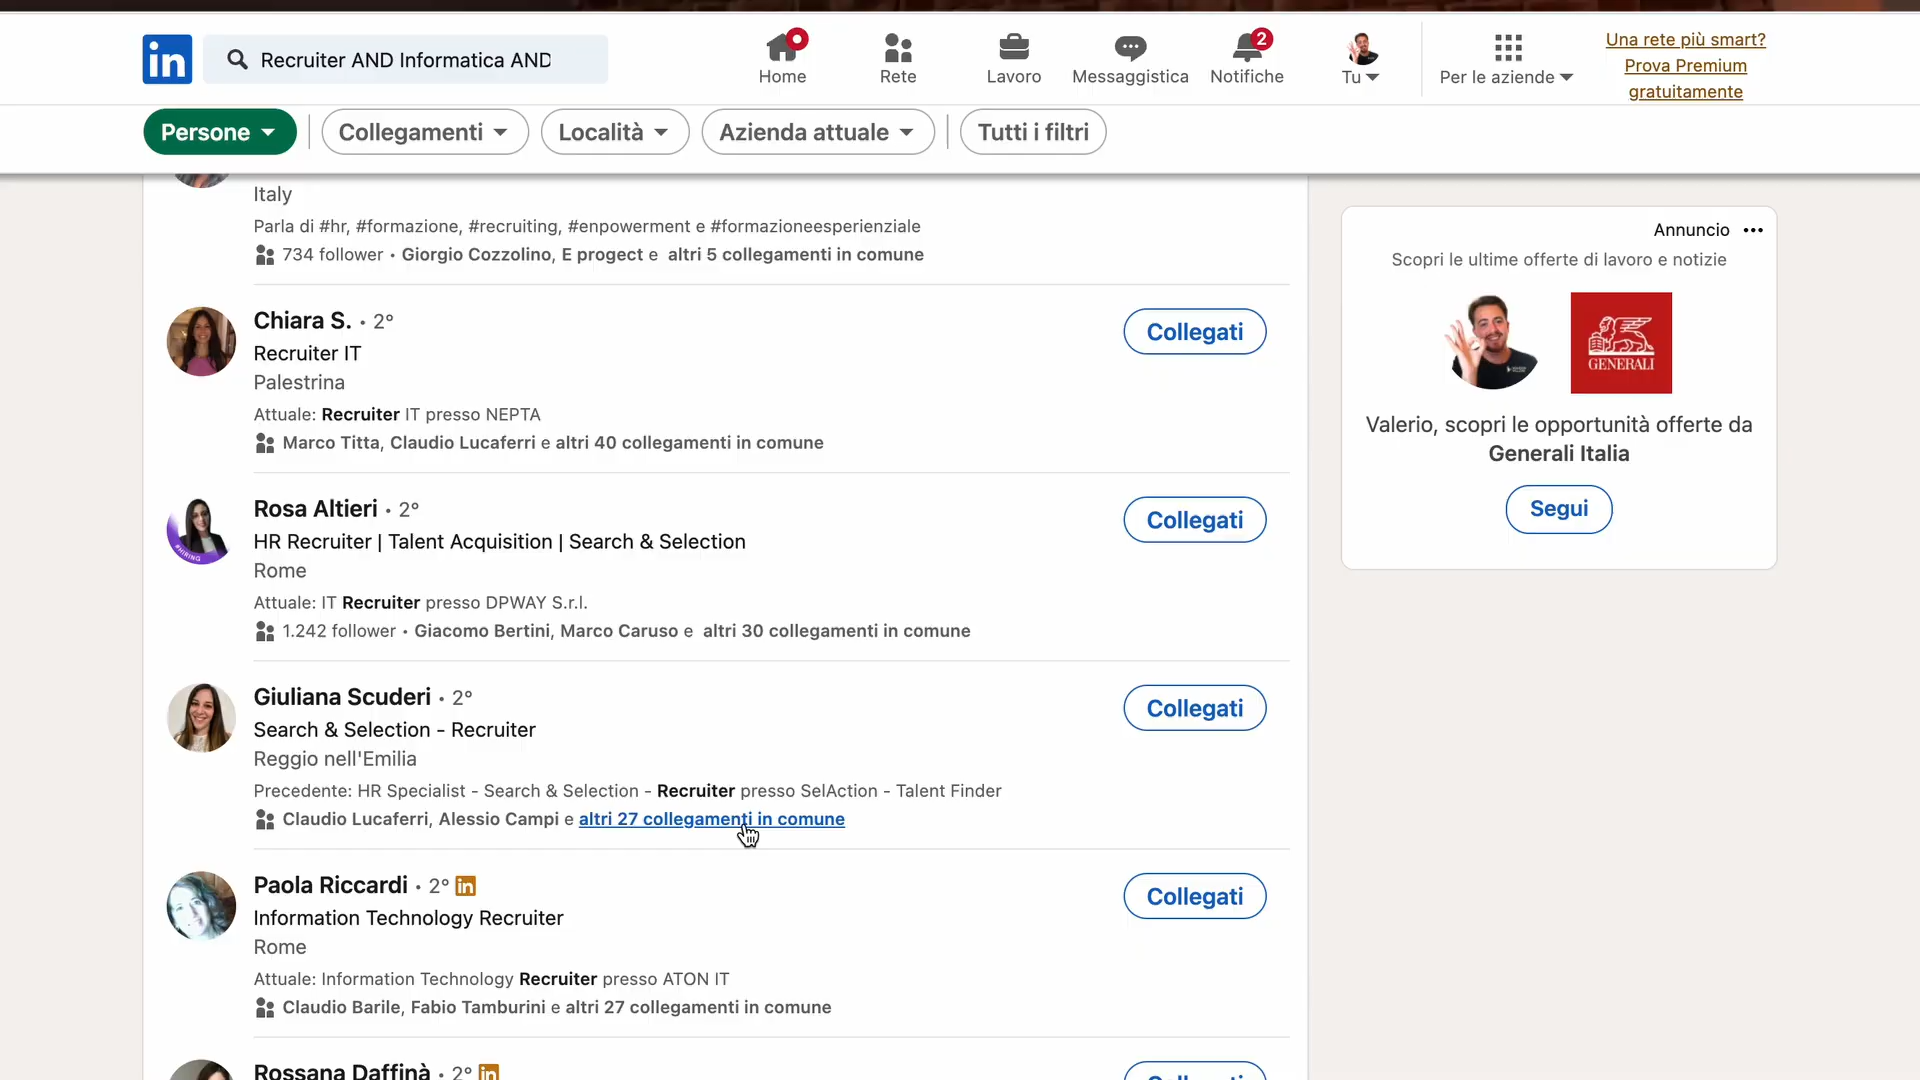 in
Recruiter AND Informatica AND
Home
Rete
Lavoro
Messaggistica
2
Notifiche
Tu
Per le aziende
Una rete più smart?
Prova Premium
gratuitamente
Persone
Collegamenti
Località
Azienda attuale
Tutti i filtri
Italy
Parla di #hr, #formazione, #recruiting, #enpowerment e #formazioneesperienziale
734 follower • Giorgio Cozzolino, E progect e altri 5 collegamenti in comune
Chiara S. • 2°
Collegati
Recruiter IT
Palestrina
Attuale: Recruiter IT presso NEPTA
Marco Titta, Claudio Lucaferri e altri 40 collegamenti in comune
#HIRING
Rosa Altieri • 2°
Collegati
HR Recruiter | Talent Acquisition | Search & Selection
Rome
Attuale: IT Recruiter presso DPWAY S.r.l.
1.242 follower • Giacomo Bertini, Marco Caruso e altri 30 collegamenti in comune
Giuliana Scuderi • 2°
Collegati
Search & Selection - Recruiter
Reggio nell'Emilia
Precedente: HR Specialist - Search & Selection - Recruiter presso SelAction - Talent Finder
Claudio Lucaferri, Alessio Campi e altri 27 collegamenti in comune
Paola Riccardi • 2° in
Collegati
Information Technology Recruiter
Rome
Attuale: Information Technology Recruiter presso ATON IT
Claudio Barile, Fabio Tamburini e altri 27 collegamenti in comune
Rossana Daffinà • 2° in
Collegati
Annuncio
Scopri le ultime offerte di lavoro e notizie
GENERALI
Valerio, scopri le opportunità offerte da
Generali Italia
Segui